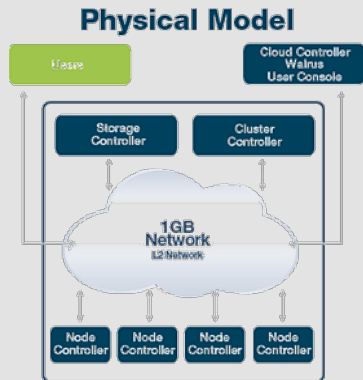 Physical Model
Users
Cloud Controller
Walrus
User Console
Storage
Controller
Cluster
Controller
1GB
Network
L2 Network
Node
Controller
Node
Controller
Node
Controller
Node
Controller